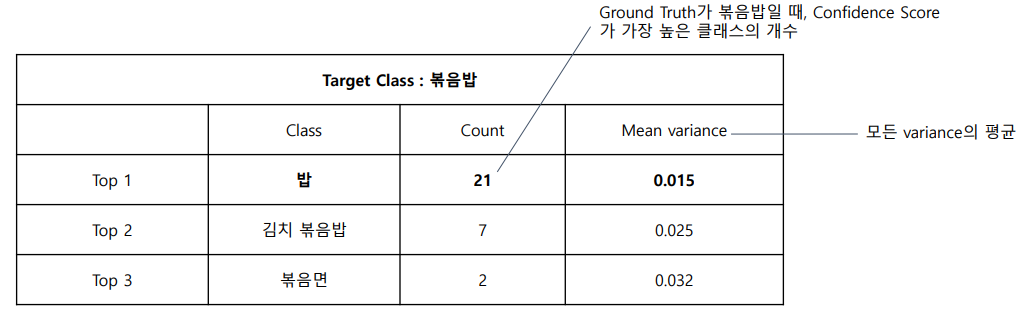 Ground Truth가 볶음밥일 때, Confidence Score
가 가장 높은 클래스의 개수
Target Class : 볶음밥
Class Count Mean variance
모든 variance의 평균
Top 1 밥 21 0.015
Top 2 김치 볶음밥 7 0.025
Top 3 볶음면 2 0.032